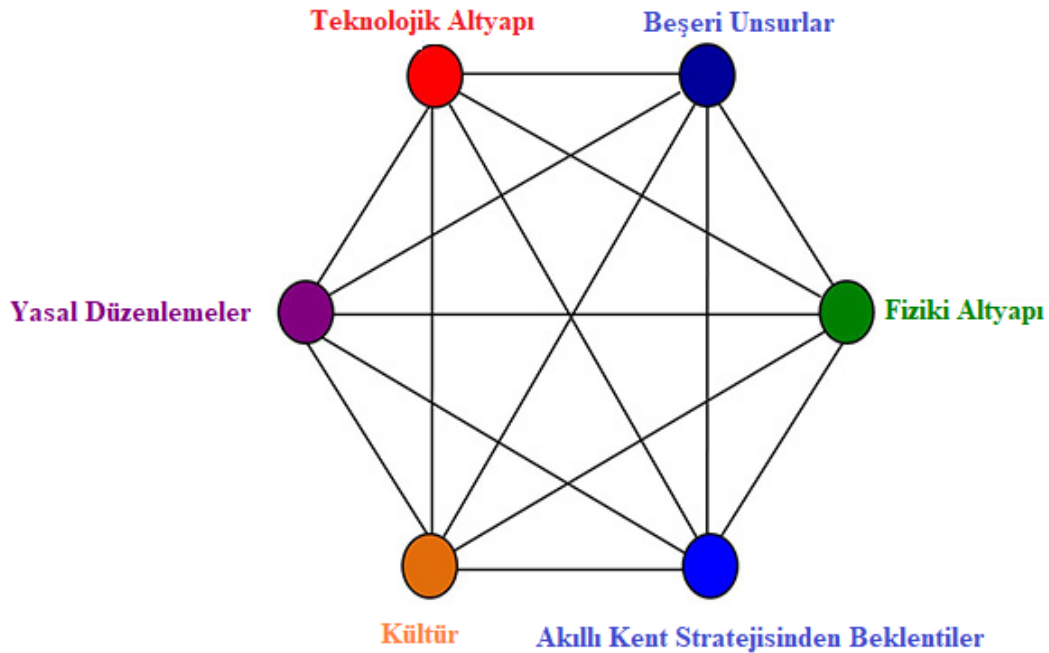 Teknolojik Altyapı
Beşeri Unsurlar
Yasal Düzenlemeler
Fiziki Altyapı
Kültür
Akıllı Kent Stratejisinden Beklentiler